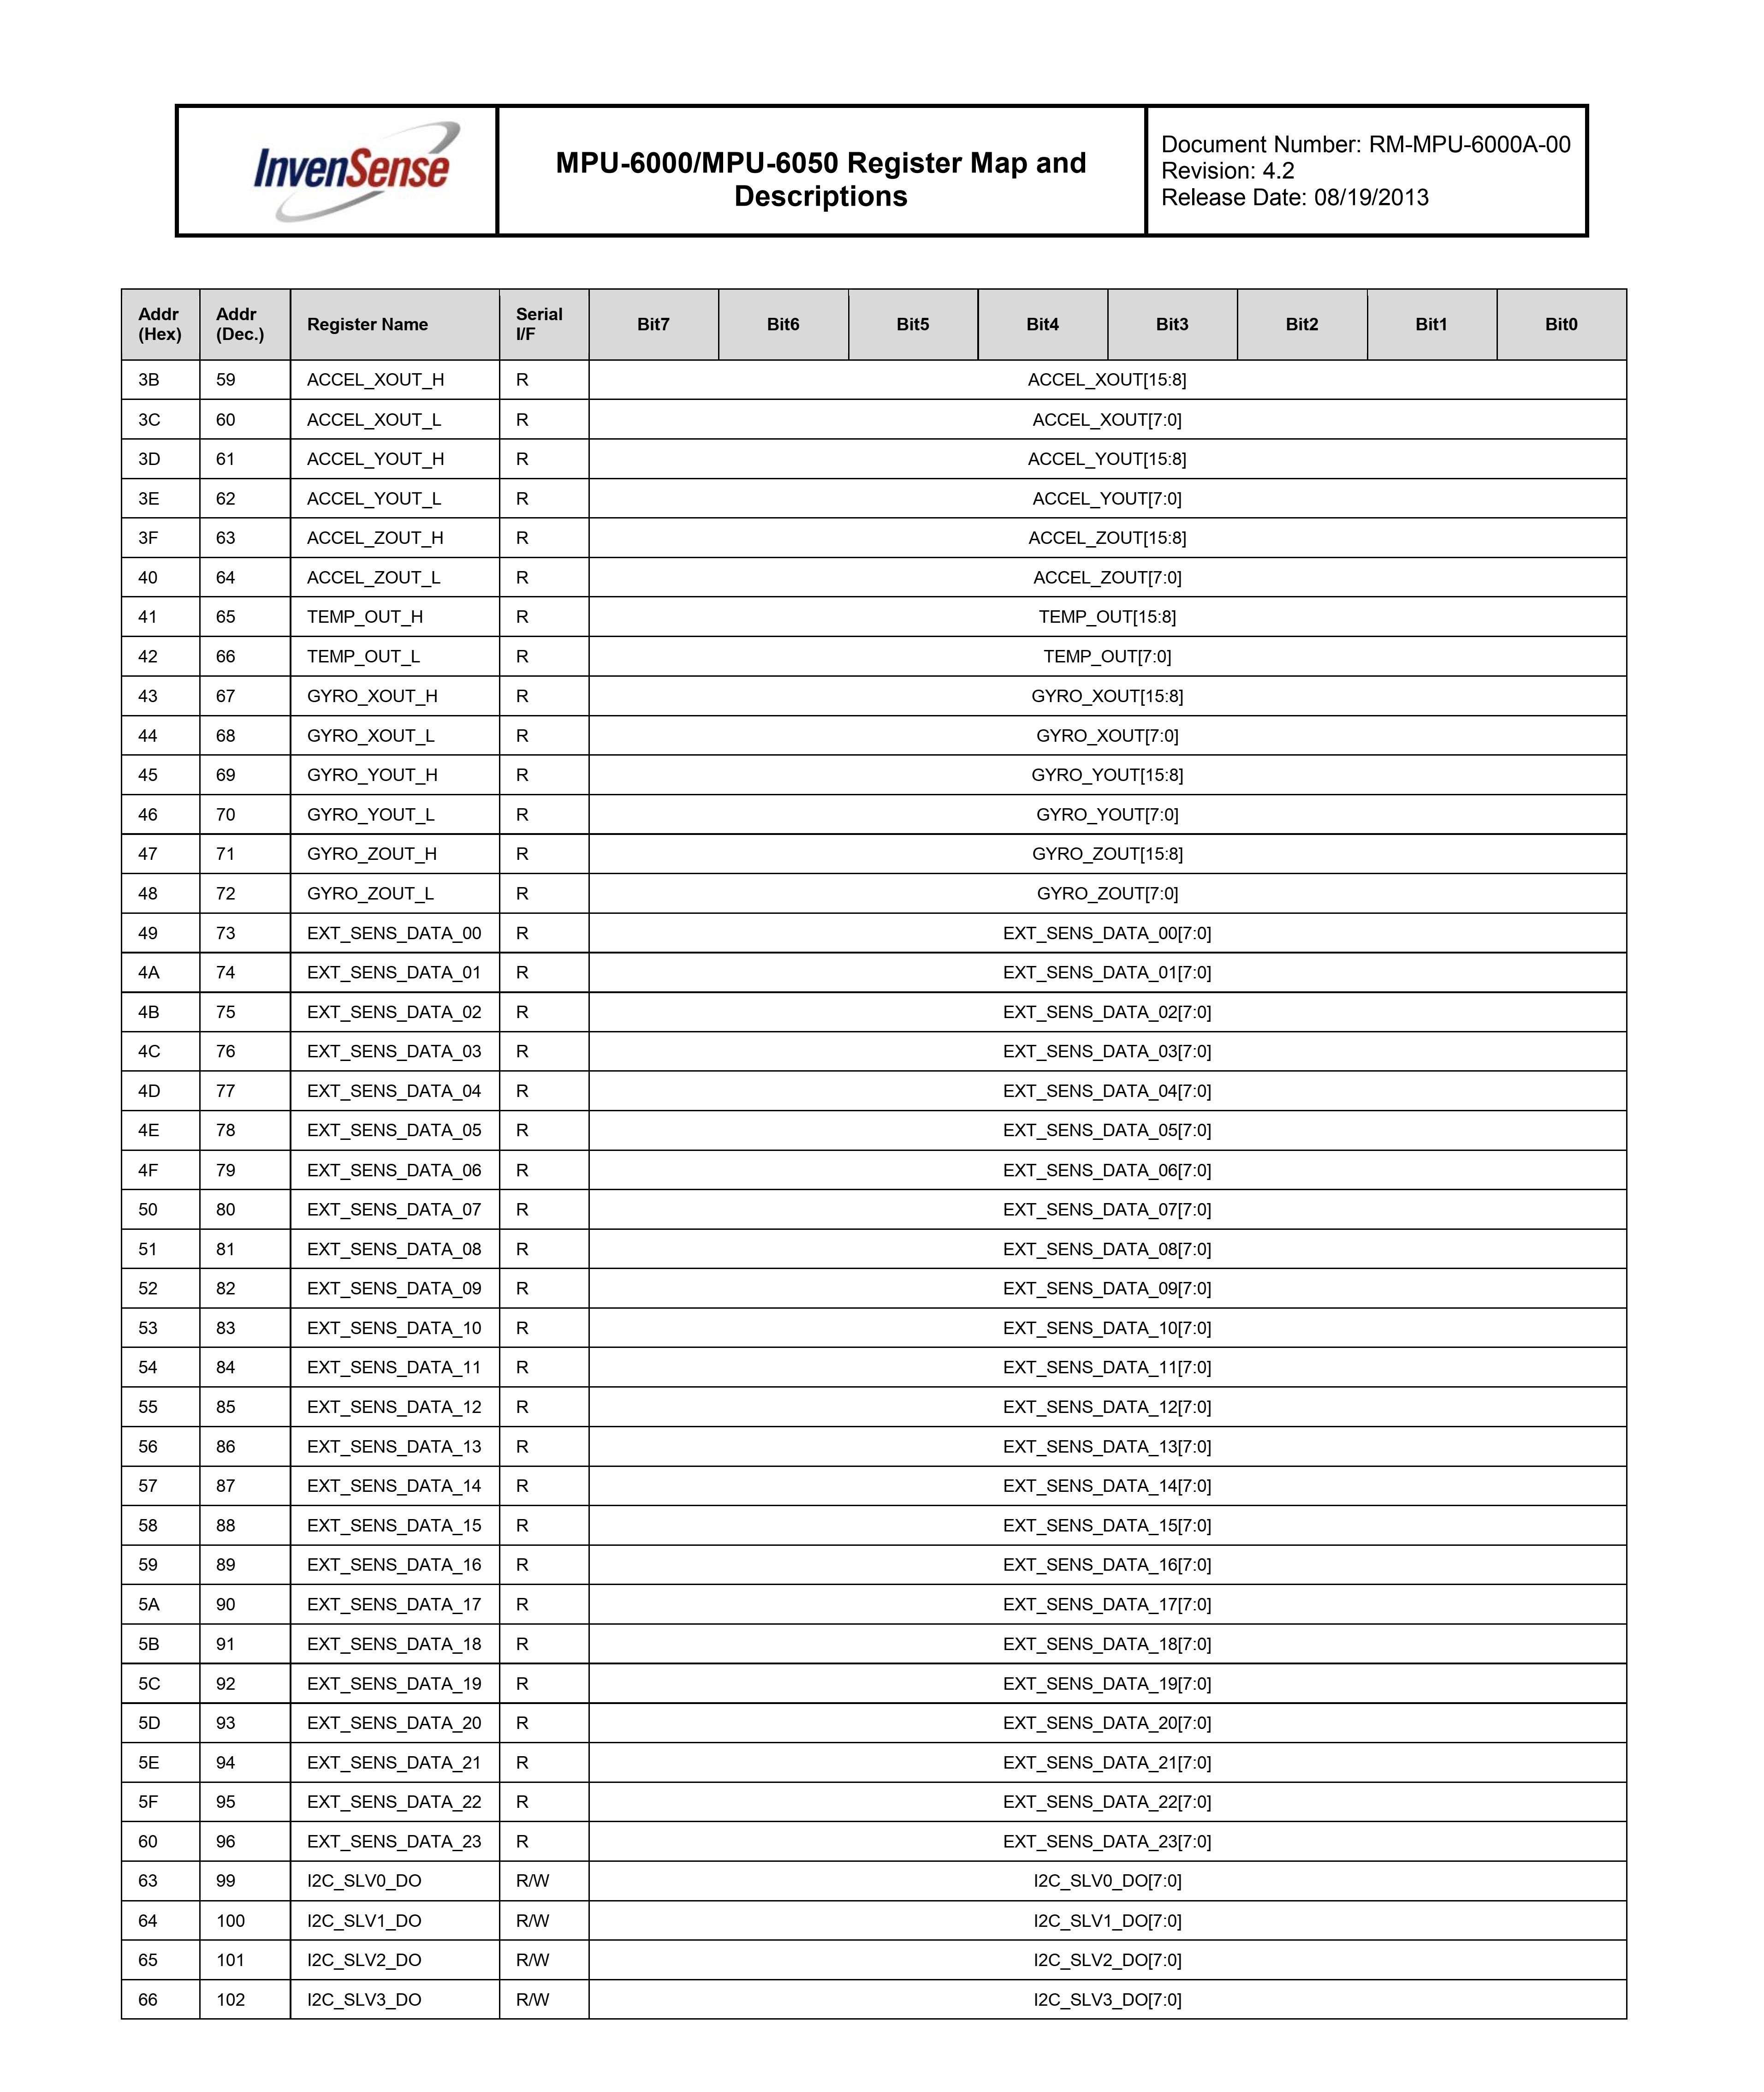 InvenSense
MPU-6000/MPU-6050 Register Map and
Descriptions
Document Number: RM-MPU-6000A-00
Revision: 4.2
Release Date: 08/19/2013
Addr (Hex) Addr (Dec.) Register Name Serial I/F Bit7 Bit6 Bit5 Bit4 Bit3 Bit2 Bit1 Bit0
3B 59 ACCEL_XOUT_H R ACCEL_XOUT[15:8]
3C 60 ACCEL_XOUT_L R ACCEL_XOUT[7:0]
3D 61 ACCEL_YOUT_H R ACCEL_YOUT[15:8]
3E 62 ACCEL_YOUT_L R ACCEL_YOUT[7:0]
3F 63 ACCEL_ZOUT_H R ACCEL_ZOUT[15:8]
40 64 ACCEL_ZOUT_L R ACCEL_ZOUT[7:0]
41 65 TEMP_OUT_H R TEMP_OUT[15:8]
42 66 TEMP_OUT_L R TEMP_OUT[7:0]
43 67 GYRO_XOUT_H R GYRO_XOUT[15:8]
44 68 GYRO_XOUT_L R GYRO_XOUT[7:0]
45 69 GYRO_YOUT_H R GYRO_YOUT[15:8]
46 70 GYRO_YOUT_L R GYRO_YOUT[7:0]
47 71 GYRO_ZOUT_H R GYRO_ZOUT[15:8]
48 72 GYRO_ZOUT_L R GYRO_ZOUT[7:0]
49 73 EXT_SENS_DATA_00 R EXT_SENS_DATA_00[7:0]
4A 74 EXT_SENS_DATA_01 R EXT_SENS_DATA_01[7:0]
4B 75 EXT_SENS_DATA_02 R EXT_SENS_DATA_02[7:0]
4C 76 EXT_SENS_DATA_03 R EXT_SENS_DATA_03[7:0]
4D 77 EXT_SENS_DATA_04 R EXT_SENS_DATA_04[7:0]
4E 78 EXT_SENS_DATA_05 R EXT_SENS_DATA_05[7:0]
4F 79 EXT_SENS_DATA_06 R EXT_SENS_DATA_06[7:0]
50 80 EXT_SENS_DATA_07 R EXT_SENS_DATA_07[7:0]
51 81 EXT_SENS_DATA_08 R EXT_SENS_DATA_08[7:0]
52 82 EXT_SENS_DATA_09 R EXT_SENS_DATA_09[7:0]
53 83 EXT_SENS_DATA_10 R EXT_SENS_DATA_10[7:0]
54 84 EXT_SENS_DATA_11 R EXT_SENS_DATA_11[7:0]
55 85 EXT_SENS_DATA_12 R EXT_SENS_DATA_12[7:0]
56 86 EXT_SENS_DATA_13 R EXT_SENS_DATA_13[7:0]
57 87 EXT_SENS_DATA_14 R EXT_SENS_DATA_14[7:0]
58 88 EXT_SENS_DATA_15 R EXT_SENS_DATA_15[7:0]
59 89 EXT_SENS_DATA_16 R EXT_SENS_DATA_16[7:0]
5A 90 EXT_SENS_DATA_17 R EXT_SENS_DATA_17[7:0]
5B 91 EXT_SENS_DATA_18 R EXT_SENS_DATA_18[7:0]
5C 92 EXT_SENS_DATA_19 R EXT_SENS_DATA_19[7:0]
5D 93 EXT_SENS_DATA_20 R EXT_SENS_DATA_20[7:0]
5E 94 EXT_SENS_DATA_21 R EXT_SENS_DATA_21[7:0]
5F 95 EXT_SENS_DATA_22 R EXT_SENS_DATA_22[7:0]
60 96 EXT_SENS_DATA_23 R EXT_SENS_DATA_23[7:0]
63 99 I2C_SLV0_DO R/W I2C_SLV0_DO[7:0]
64 100 I2C_SLV1_DO R/W I2C_SLV1_DO[7:0]
65 101 I2C_SLV2_DO R/W I2C_SLV2_DO[7:0]
66 102 I2C_SLV3_DO R/W I2C_SLV3_DO[7:0]